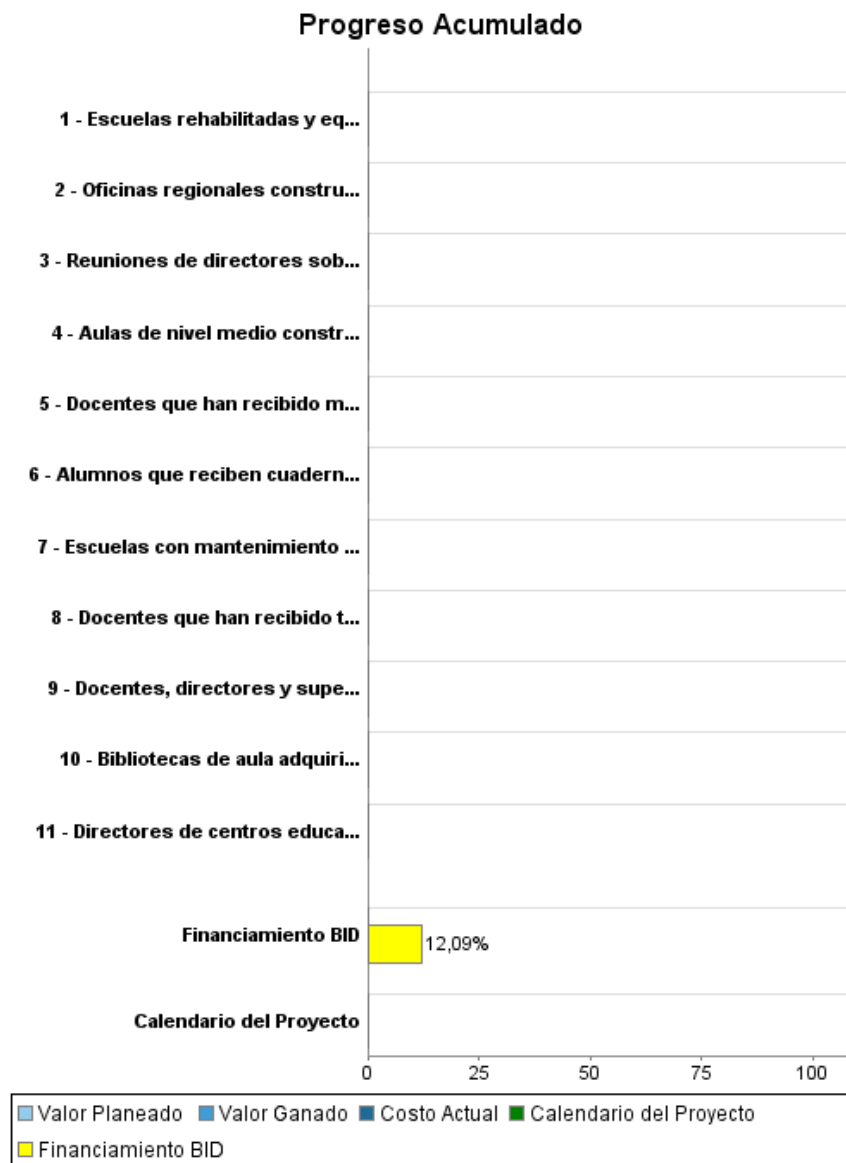 Progreso Acumulado
1 - Escuelas rehabilitadas y eq...
2 - Oficinas regionales constru...
3 - Reuniones de directores sob...
4 - Aulas de nivel medio constr...
5 - Docentes que han recibido m...
6 - Alumnos que reciben cuadern...
7 - Escuelas con mantenimiento ...
8 - Docentes que han recibido t...
9 - Docentes, directores y supe...
10 - Bibliotecas de aula adquiri...
11 - Directores de centros educa...
Financiamiento BID 12,09%
Calendario del Proyecto
0 25 50 75 100
Valor Planeado Valor Ganado Costo Actual Calendario del Proyecto
Financiamiento BID